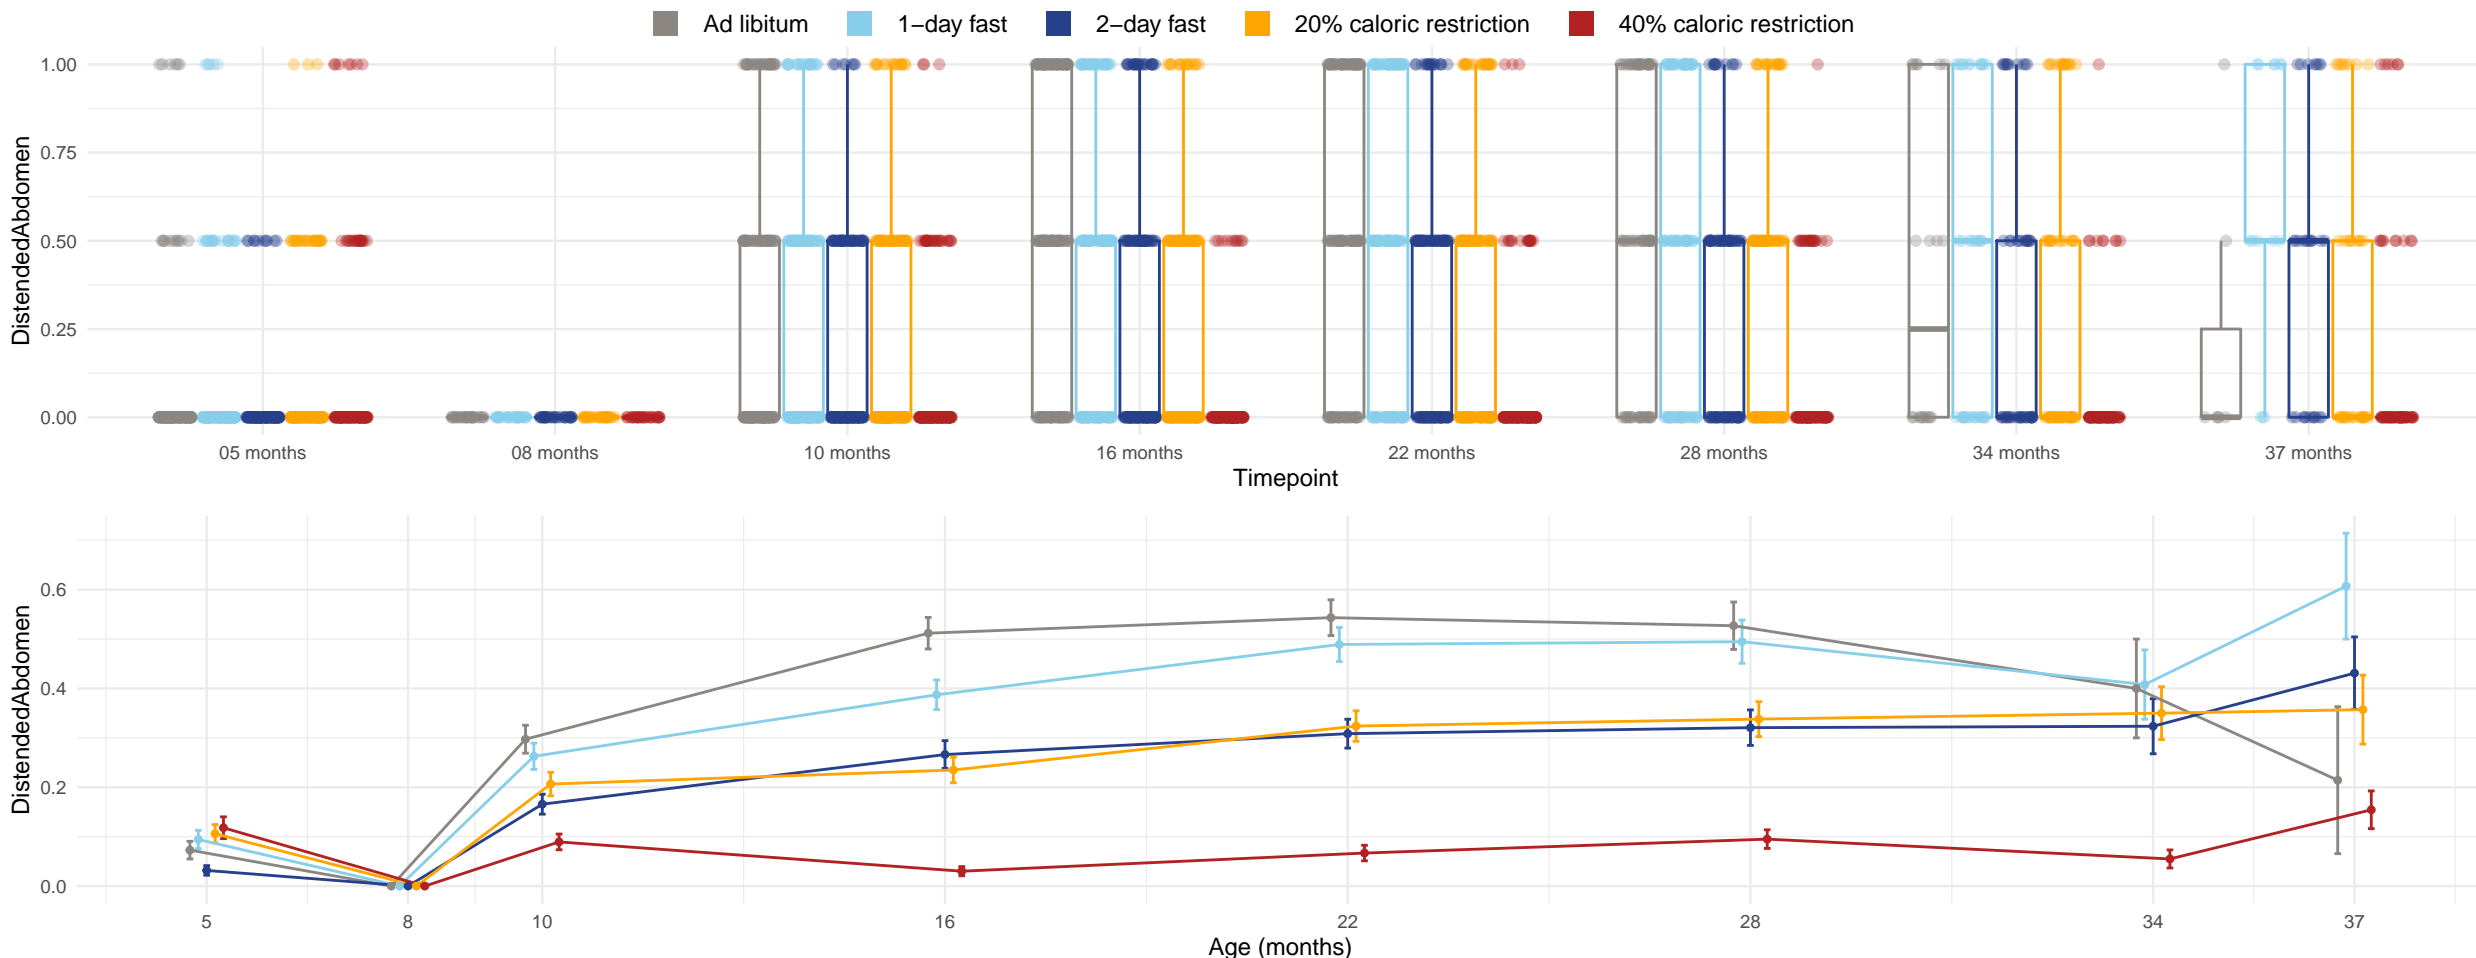 Ad libitum 1−day fast 2−day fast 20% caloric restriction 40% caloric restriction
DistendedAbdomen
1.00
0.75
0.50
0.25
0.00
05 months 08 months 10 months 16 months 22 months 28 months 34 months 37 months
Timepoint
DistendedAbdomen
0.6
0.4
0.2
0.0
5 8 10 16 22 28 34 37
Age (months)